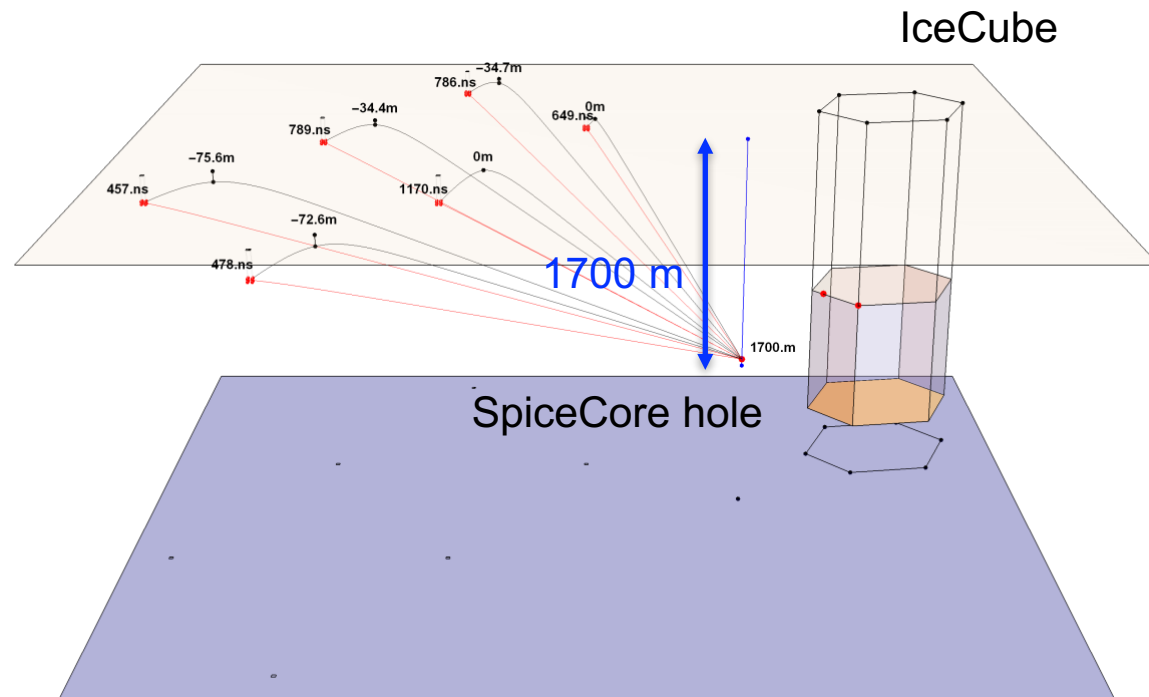 IceCube
−34.7m
786.ns
−34.4m
0m
649.ns
789.ns
−75.6m
0m
457.ns
1170.ns
−72.6m
478.ns
1700 m
1700.m
SpiceCore hole